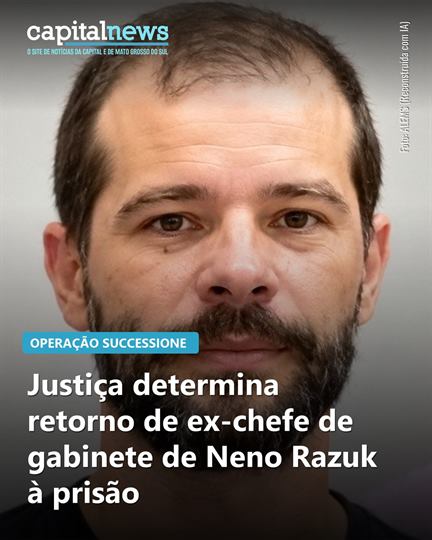 capitalnews
O SITE DE NOTÍCIAS DA CAPITAL E DE MATO GROSSO DO SUL
Foto: ALEMS [Reconstruída com IA]
OPERAÇÃO SUCCESSIONE
Justiça determina
retorno de ex-chefe de
gabinete de Neno Razuk
à prisão